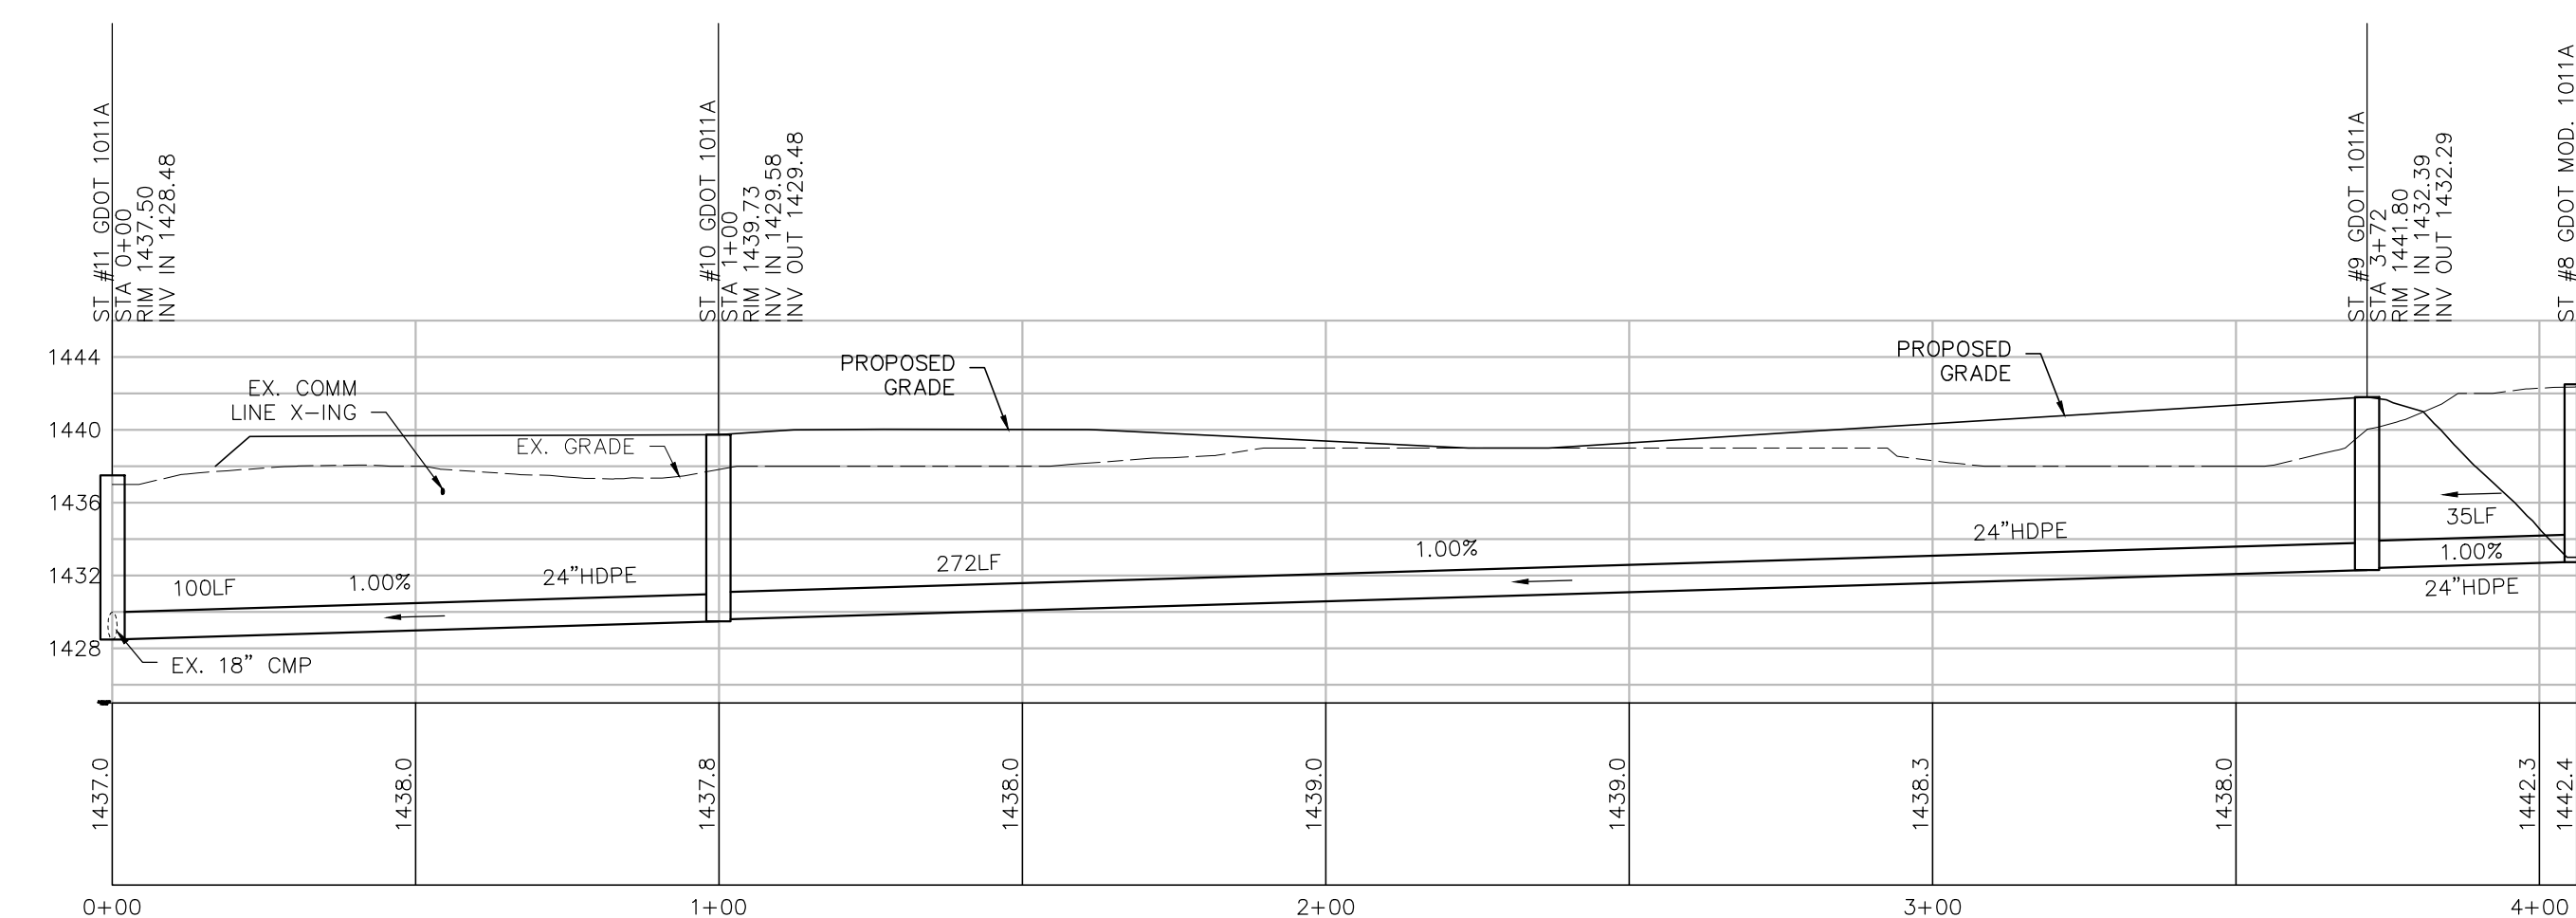 ST #11 GDOT 1011A
STA 0+00
RIM 1437.50
INV IN 1428.48
ST #10 GDOT 1011A
STA 1+00
RIM 1439.73
INV IN 1429.58
INV OUT 1429.48
ST #9 GDOT 1011A
STA 3+72
RIM 1441.80
INV IN 1432.39
INV OUT 1432.29
ST #8 GDOT MOD. 1011A
1444
1440
1436
1432
1428
EX. COMM
LINE X-ING
EX. GRADE
PROPOSED
GRADE
PROPOSED
GRADE
100LF
1.00%
24"HDPE
272LF
1.00%
24"HDPE
35LF
1.00%
24"HDPE
EX. 18" CMP
1437.0
1438.0
1437.8
1438.0
1439.0
1439.0
1438.3
1438.0
1442.3
1442.4
0+00
1+00
2+00
3+00
4+00